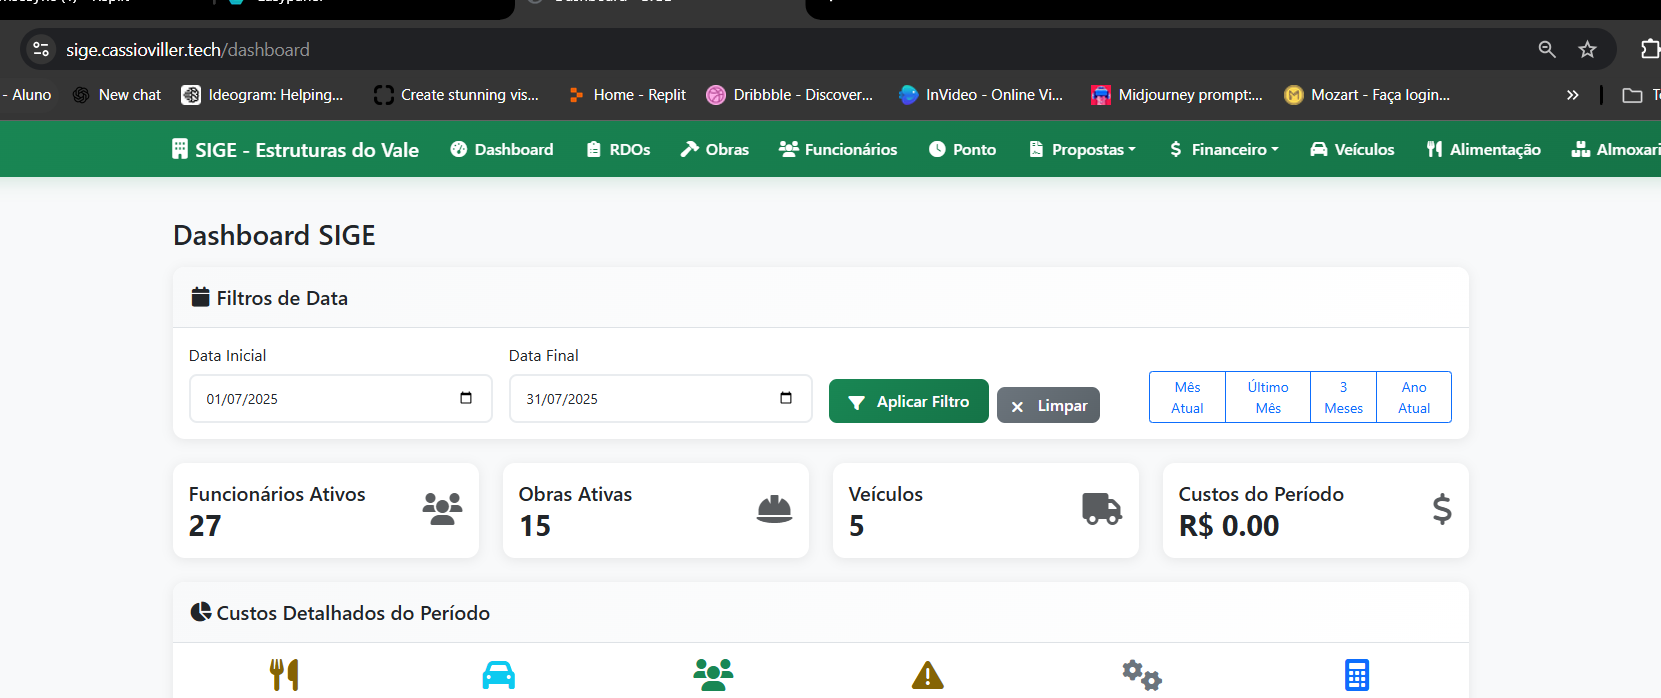 sige.cassioviller.tech/dashboard
- Aluno New chat Ideogram: Helping... Create stunning vis... Home - Replit Dribbble - Discover... InVideo - Online Vi... Midjourney prompt:... Mozart - Faça login... »
SIGE - Estruturas do Vale Dashboard RDOs Obras Funcionários Ponto Propostas Financeiro Veículos Alimentação Almoxari
Dashboard SIGE
Filtros de Data
Data Inicial Data Final
01/07/2025 31/07/2025 Aplicar Filtro Limpar
Mês Atual
Último Mês
3 Meses
Ano Atual
Funcionários Ativos
27
Obras Ativas
15
Veículos
5
Custos do Período
R$ 0.00
Custos Detalhados do Período